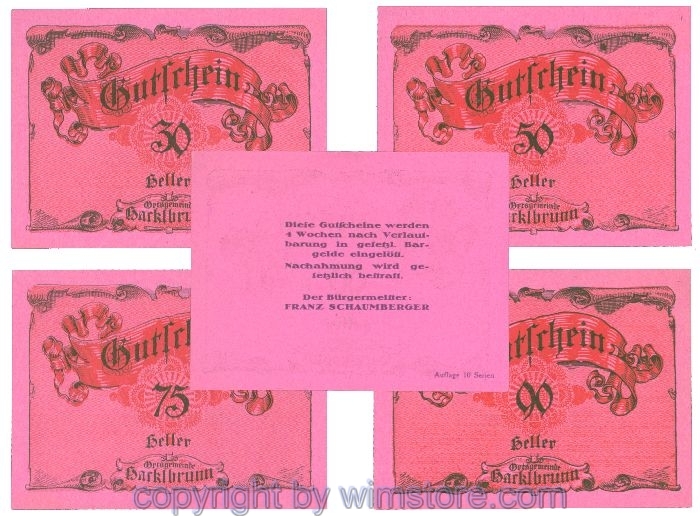 Gutschein
30
Heller
Ortsgemeinde
Hacklbrunn
Gutschein
50
Heller
Ortsgemeinde
Hacklbrunn
Diese Gutscheine werden
4 Wochen nach Verlaut-
barung in gesetzl. Bar-
gelde eingelöst.
Nachahmung wird ge-
setzlich bestraft.
Der Bürgermeister:
FRANZ SCHAUMBERGER
Auflage 10 Serien
Gutsch
75
Heller
Ortsgemeinde
Hacklbrunn
utschein
90
Heller
Ortsgemeinde
Hacklbrunn
copyright by wimstore.com